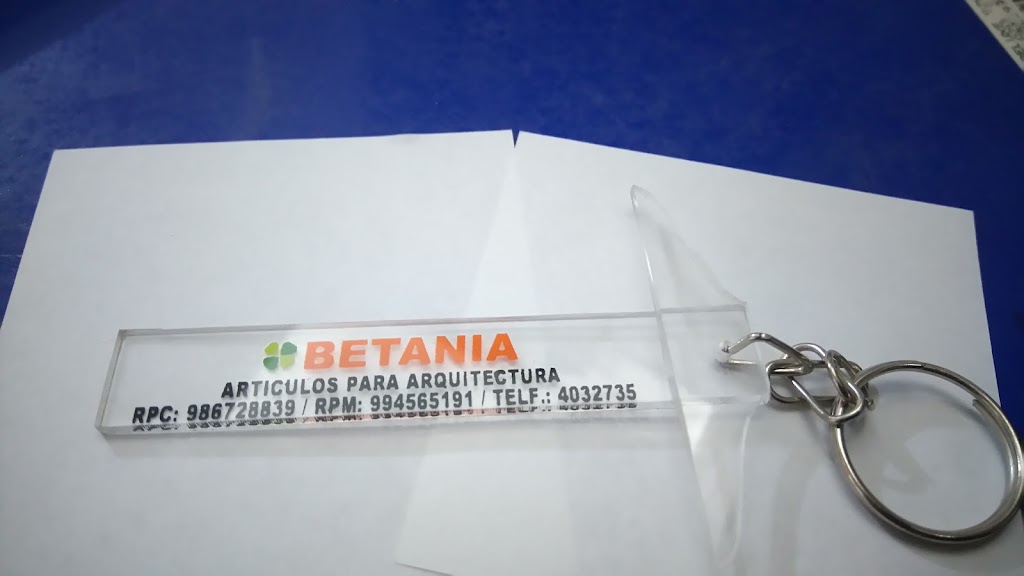 BETANIA
ARTICULOS PARA ARQUITECTURA
RPC: 986728839 / RPM: 994565191 / TELF.: 4032735